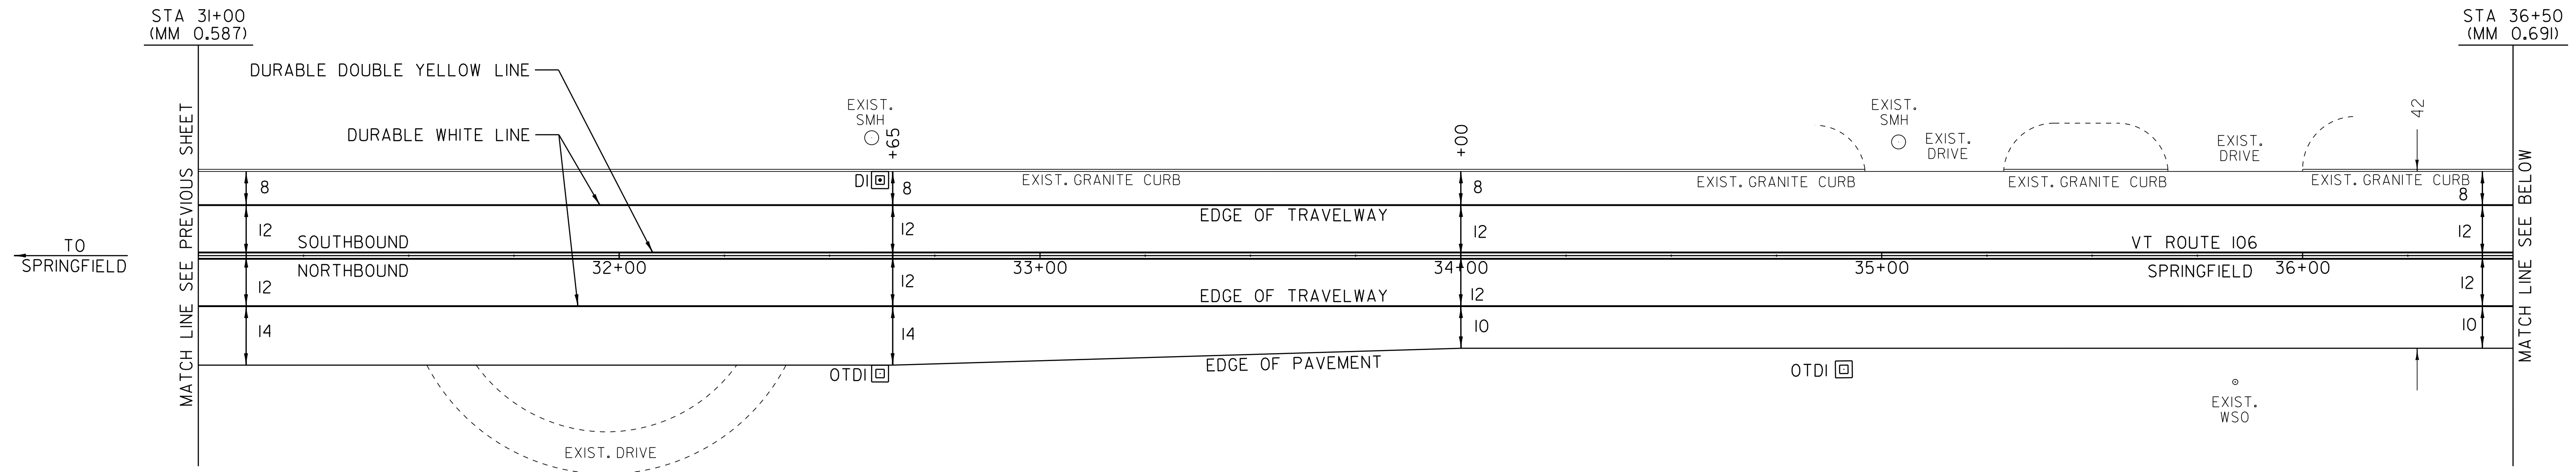 STA 31+00
(MM 0.587)
STA 36+50
(MM 0.691)
DURABLE DOUBLE YELLOW LINE
DURABLE WHITE LINE
EXIST.
SMH
+65
+00
EXIST.
SMH
EXIST.
DRIVE
EXIST.
DRIVE
42
MATCH LINE SEE PREVIOUS SHEET
MATCH LINE SEE BELOW
DI
8
8
EXIST. GRANITE CURB
8
EXIST. GRANITE CURB
EXIST. GRANITE CURB
EXIST. GRANITE CURB
8
EDGE OF TRAVELWAY
12
12
12
12
TO
SPRINGFIELD
SOUTHBOUND
VT ROUTE 106
NORTHBOUND
32+00
33+00
34+00
35+00
SPRINGFIELD
36+00
12
12
12
12
EDGE OF TRAVELWAY
14
14
10
10
EDGE OF PAVEMENT
OTDI
OTDI
EXIST. DRIVE
EXIST.
WSO